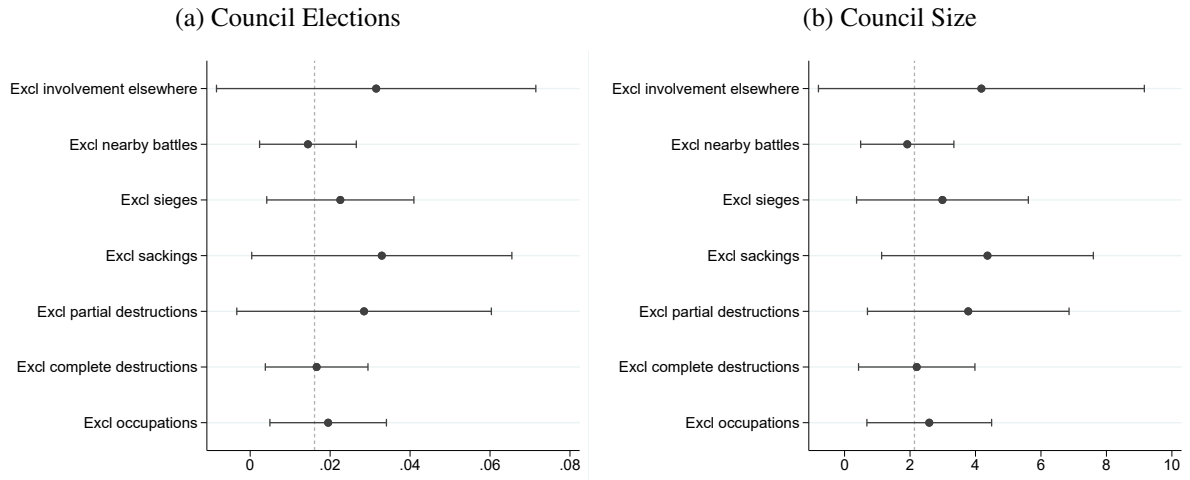 (a) Council Elections
Excl involvement elsewhere
Excl nearby battles
Excl sieges
Excl sackings
Excl partial destructions
Excl complete destructions
Excl occupations
0 .02 .04 .06 .08
(b) Council Size
Excl involvement elsewhere
Excl nearby battles
Excl sieges
Excl sackings
Excl partial destructions
Excl complete destructions
Excl occupations
0 2 4 6 8 10